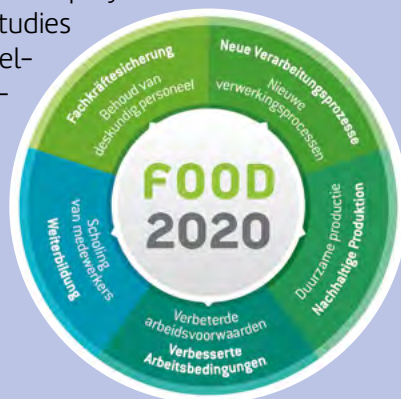 tudies
el-
-
Fachkräftesicherung
Behoud van
deskundig personeel
Neue Verarbeitungsprozesse
Nieuwe
verwerkingsprocessen
FOOD
2020
Duurzame productie
Nachhaltige Produktion
Verbeterde
arbeidsvoorwaarden
Verbesserte
Arbeitsbedingungen
Scholing
van medewerkers
Weiterbildung